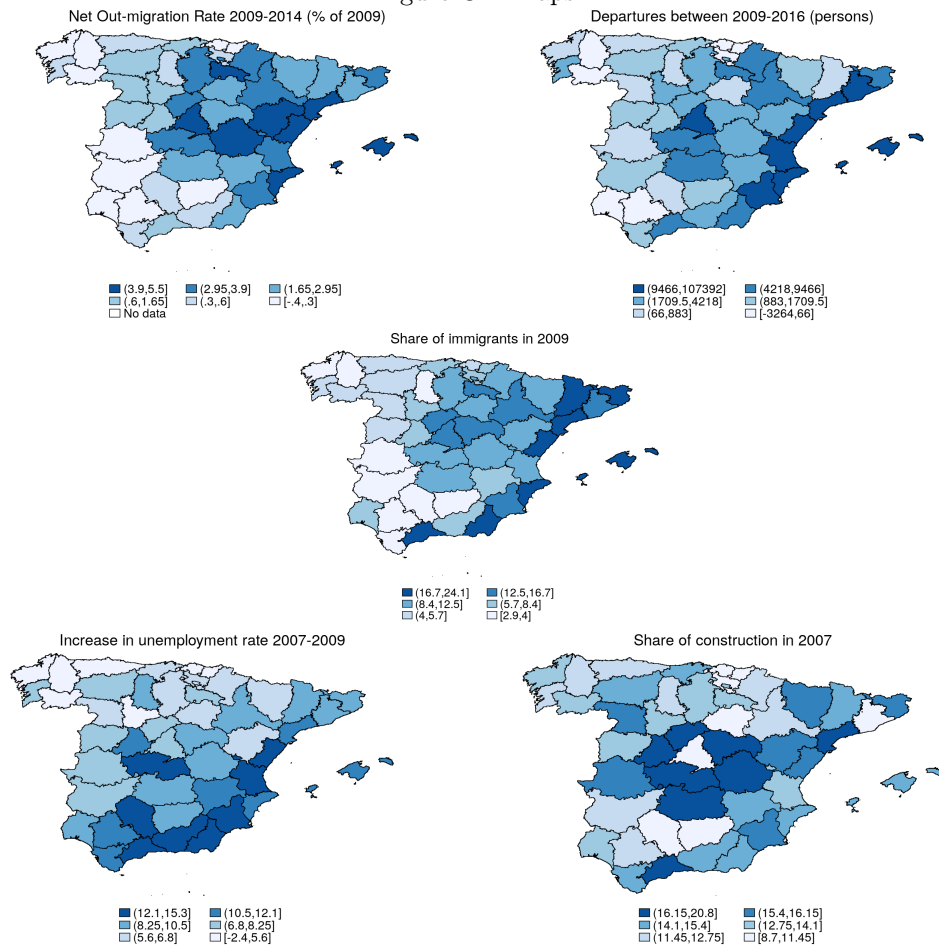 Net Out-migration Rate 2009-2014 (% of 2009)
(3.9,5.5] (2.95,3.9] (1.65,2.95]
(.6,1.65] (.3,.6] [-.4,.3]
No data
Departures between 2009-2016 (persons)
(9466,107392] (4218,9466]
(1709.5,4218] (883,1709.5]
(66,883] [-3264,66]
Share of immigrants in 2009
(16.7,24.1] (12.5,16.7]
(8.4,12.5] (5.7,8.4]
(4,5.7] [2.9,4]
Increase in unemployment rate 2007-2009
(12.1,15.3] (10.5,12.1]
(8.25,10.5] (6.8,8.25]
(5.6,6.8] [-2.4,5.6]
Share of construction in 2007
(16.15,20.8] (15.4,16.15]
(14.1,15.4] (12.75,14.1]
(11.45,12.75] [8.7,11.45]